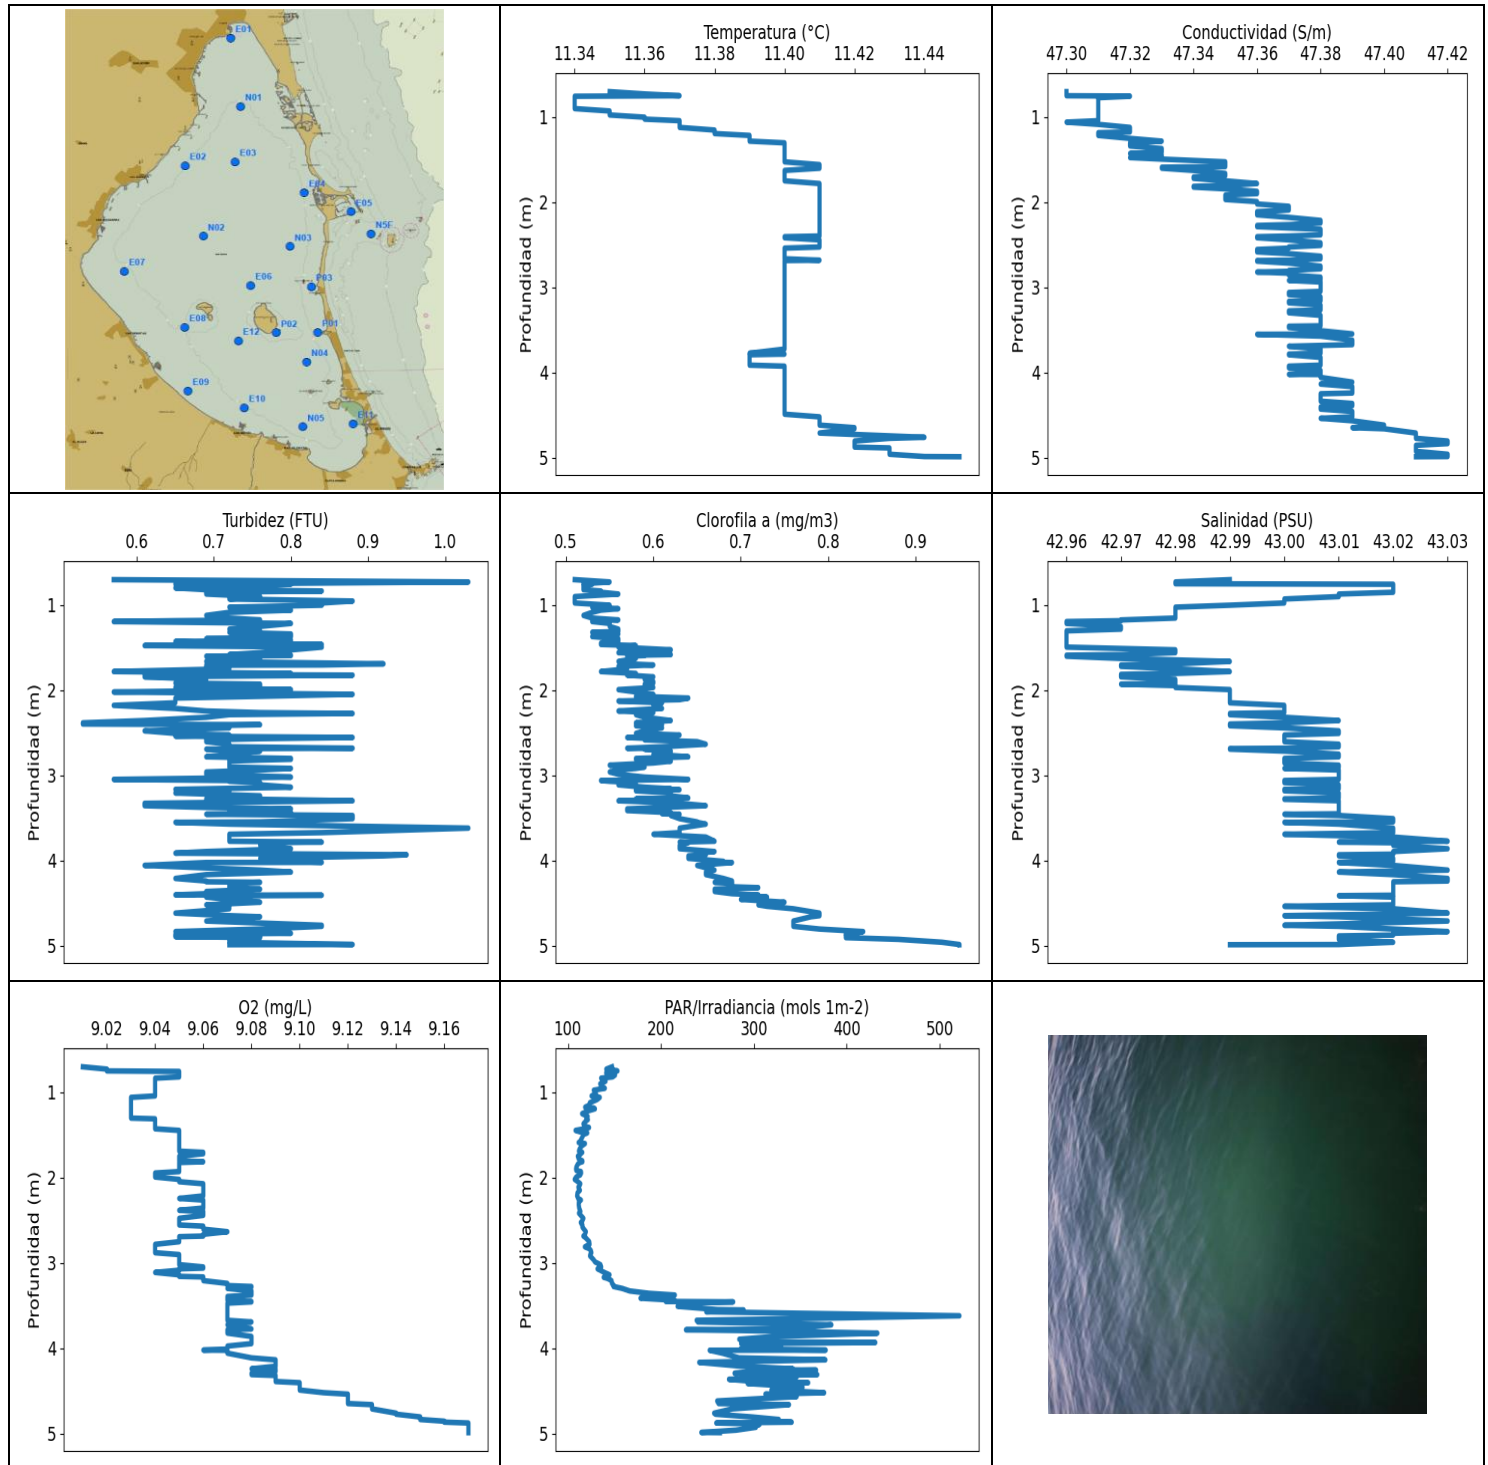 E01
N01
E02
E03
E04
E05
N5F
N02
N03
E07
E06
P03
E08
E12
P02
P01
N04
E09
E10
N05
E11
Temperatura (°C)
11.34 11.36 11.38 11.40 11.42 11.44
Profundidad (m)
1
2
3
4
5
Conductividad (S/m)
47.30 47.32 47.34 47.36 47.38 47.40 47.42
Profundidad (m)
1
2
3
4
5
Turbidez (FTU)
0.6 0.7 0.8 0.9 1.0
Profundidad (m)
1
2
3
4
5
Clorofila a (mg/m3)
0.5 0.6 0.7 0.8 0.9
Profundidad (m)
1
2
3
4
5
Salinidad (PSU)
42.96 42.97 42.98 42.99 43.00 43.01 43.02 43.03
Profundidad (m)
1
2
3
4
5
O2 (mg/L)
9.02 9.04 9.06 9.08 9.10 9.12 9.14 9.16
Profundidad (m)
1
2
3
4
5
PAR/Irradiancia (mols 1m-2)
100 200 300 400 500
Profundidad (m)
1
2
3
4
5